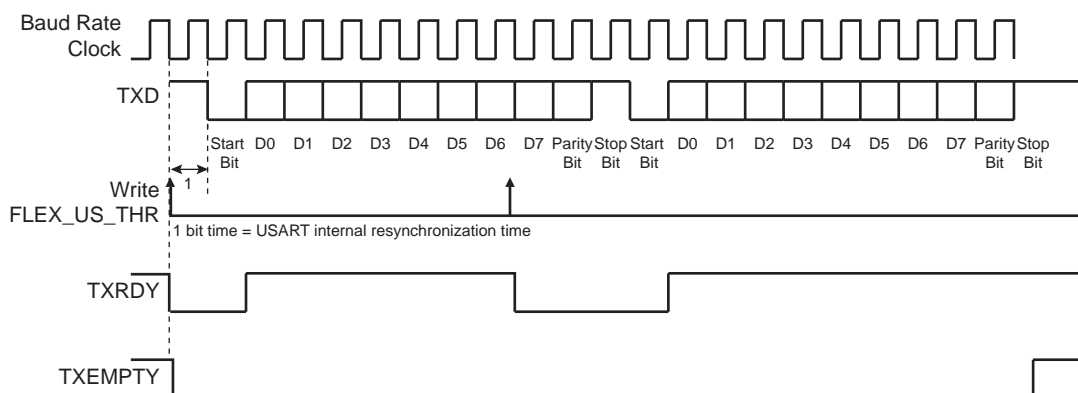 Baud Rate
Clock
TXD
Start D0 D1 D2 D3 D4 D5 D6 D7 Parity Stop Start D0 D1 D2 D3 D4 D5 D6 D7 Parity Stop
Bit Bit Bit Bit Bit Bit
1
Write
FLEX_US_THR
1 bit time = USART internal resynchronization time
TXRDY
TXEMPTY